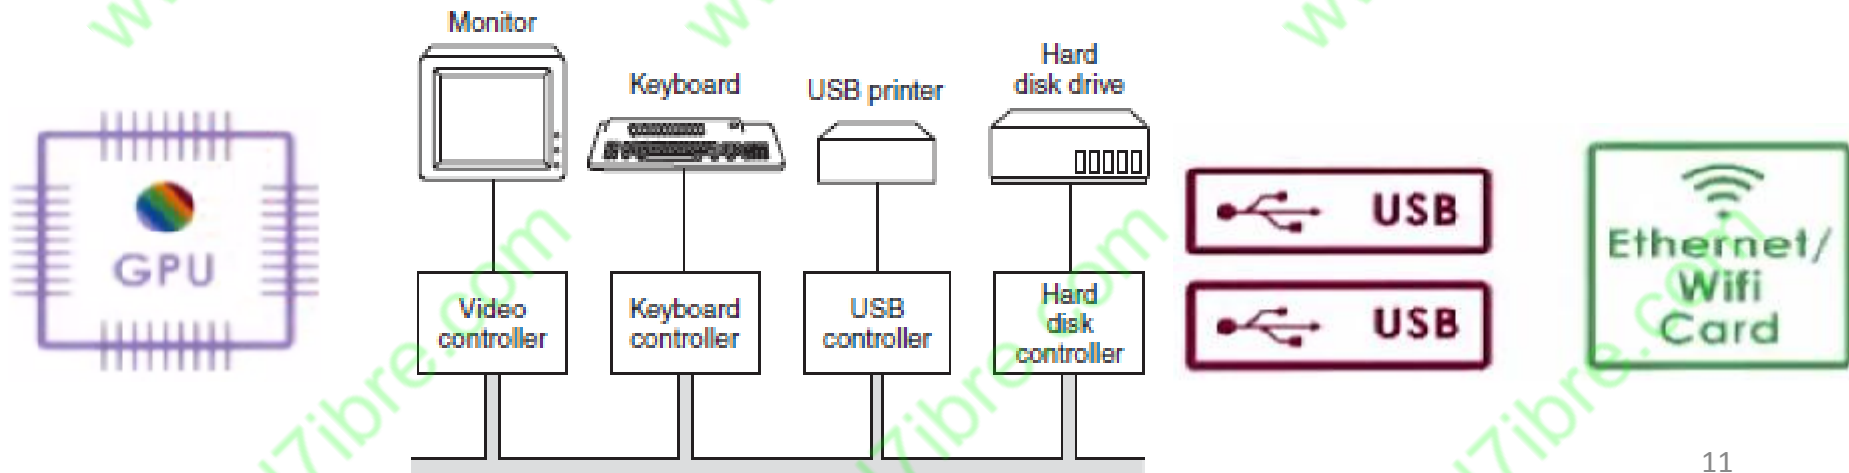 Monitor
Keyboard
USB printer
Hard
disk drive
GPU
Video
controller
Keyboard
controller
USB
controller
Hard
disk
controller
USB
USB
Ethernet/
Wifi
Card
11